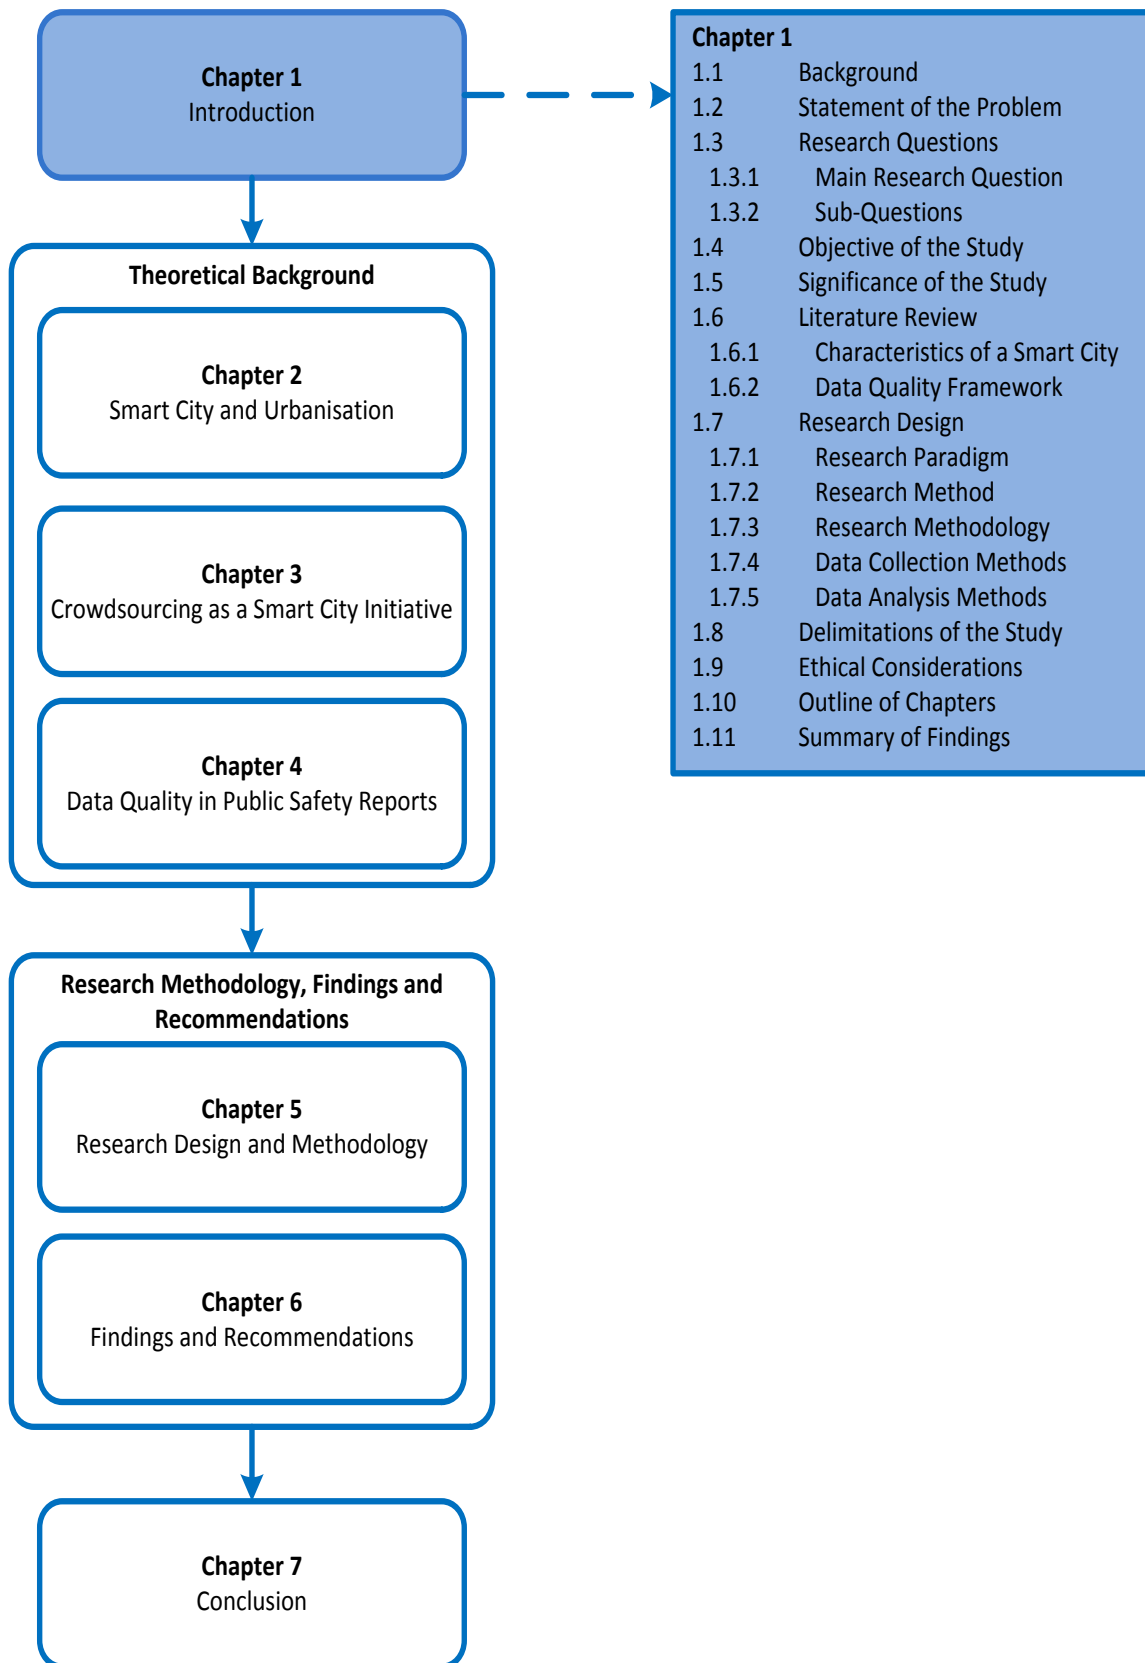 Chapter 1
Introduction
Theoretical Background
Chapter 2
Smart City and Urbanisation
Chapter 3
Crowdsourcing as a Smart City Initiative
Chapter 4
Data Quality in Public Safety Reports
Research Methodology, Findings and
Recommendations
Chapter 5
Research Design and Methodology
Chapter 6
Findings and Recommendations
Chapter 7
Conclusion
Chapter 1
1.1 Background
1.2 Statement of the Problem
1.3 Research Questions
1.3.1 Main Research Question
1.3.2 Sub-Questions
1.4 Objective of the Study
1.5 Significance of the Study
1.6 Literature Review
1.6.1 Characteristics of a Smart City
1.6.2 Data Quality Framework
1.7 Research Design
1.7.1 Research Paradigm
1.7.2 Research Method
1.7.3 Research Methodology
1.7.4 Data Collection Methods
1.7.5 Data Analysis Methods
1.8 Delimitations of the Study
1.9 Ethical Considerations
1.10 Outline of Chapters
1.11 Summary of Findings